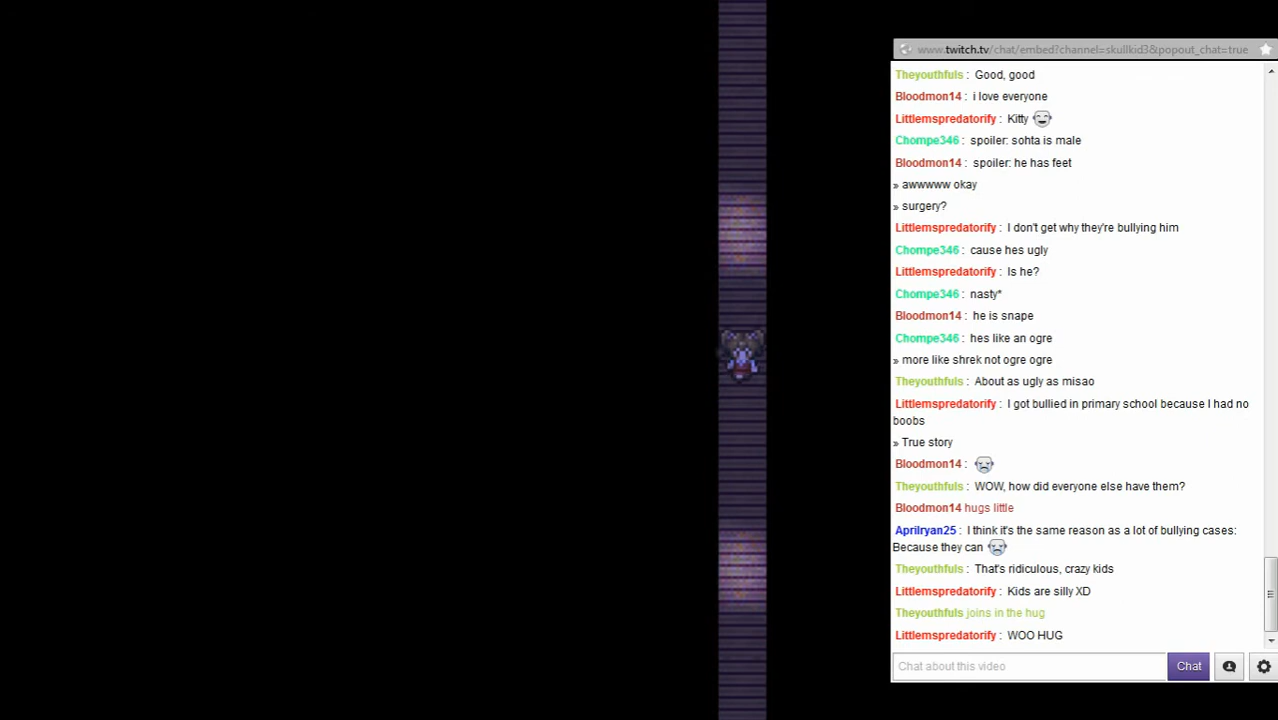 www.twitch.tv/chat/embed?channel=skullkid3&popout_chat=true
Theyouthfuls : Good, good
Bloodmon14 : i love everyone
Littlemspredatorify : Kitty
Chompe346 : spoiler: sohta is male
Bloodmon14 : spoiler: he has feet
» awwwww okay
» surgery?
Littlemspredatorify : I don't get why they're bullying him
Chompe346 : cause hes ugly
Littlemspredatorify : Is he?
Chompe346 : nasty*
Bloodmon14 : he is snape
Chompe346 : hes like an ogre
» more like shrek not ogre ogre
Theyouthfuls : About as ugly as misao
Littlemspredatorify : I got bullied in primary school because I had no
boobs
» True story
Bloodmon14 :
Theyouthfuls : WOW, how did everyone else have them?
Bloodmon14 hugs little
Aprilryan25 : I think it's the same reason as a lot of bullying cases:
Because they can
Theyouthfuls : That's ridiculous, crazy kids
Littlemspredatorify : Kids are silly XD
Theyouthfuls joins in the hug
Littlemspredatorify : WOO HUG
Chat about this video
Chat